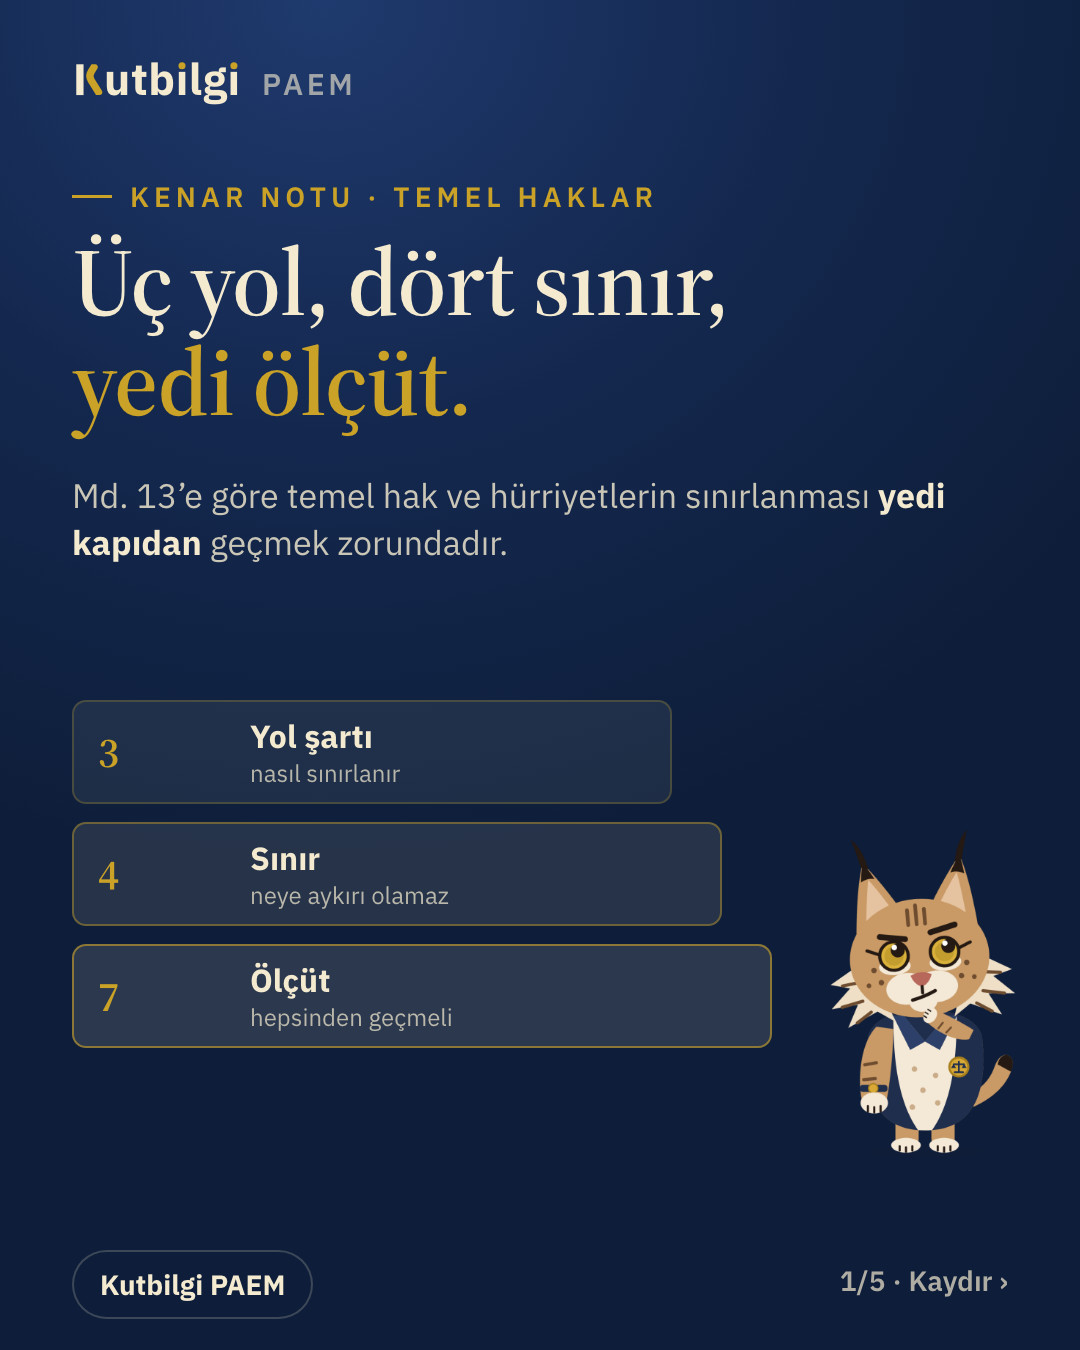 Kutbilgi PAEM
KENAR NOTU · TEMEL HAKLAR
Üç yol, dört sınır,
yedi ölçüt.
Md. 13’e göre temel hak ve hürriyetlerin sınırlanması yedi
kapıdan geçmek zorundadır.
3
Yol şartı
nasıl sınırlanır
4
Sınır
neye aykırı olamaz
7
Ölçüt
hepsinden geçmeli
Kutbilgi PAEM
1/5 · Kaydır ›